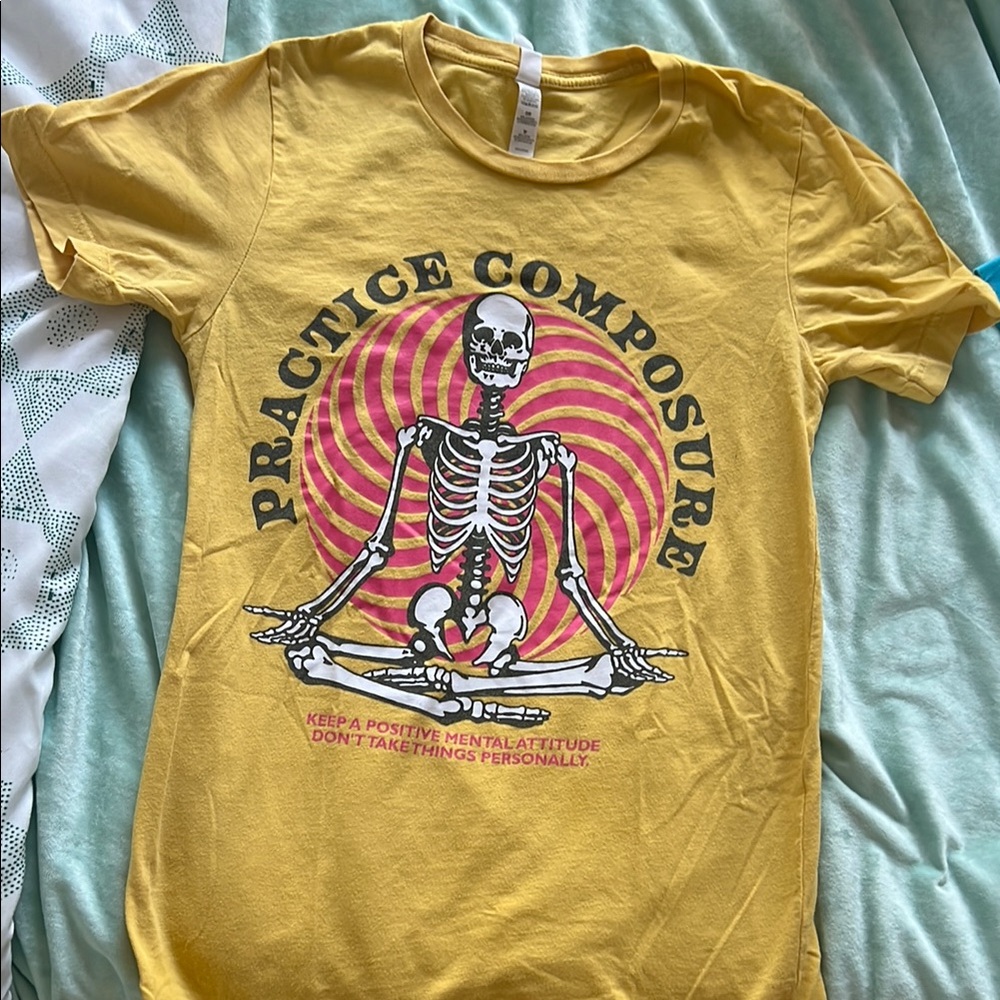 PRACTICE COMPOSURE
KEEP A POSITIVE MENTAL ATTITUDE
DON'T TAKE THINGS PERSONALLY.